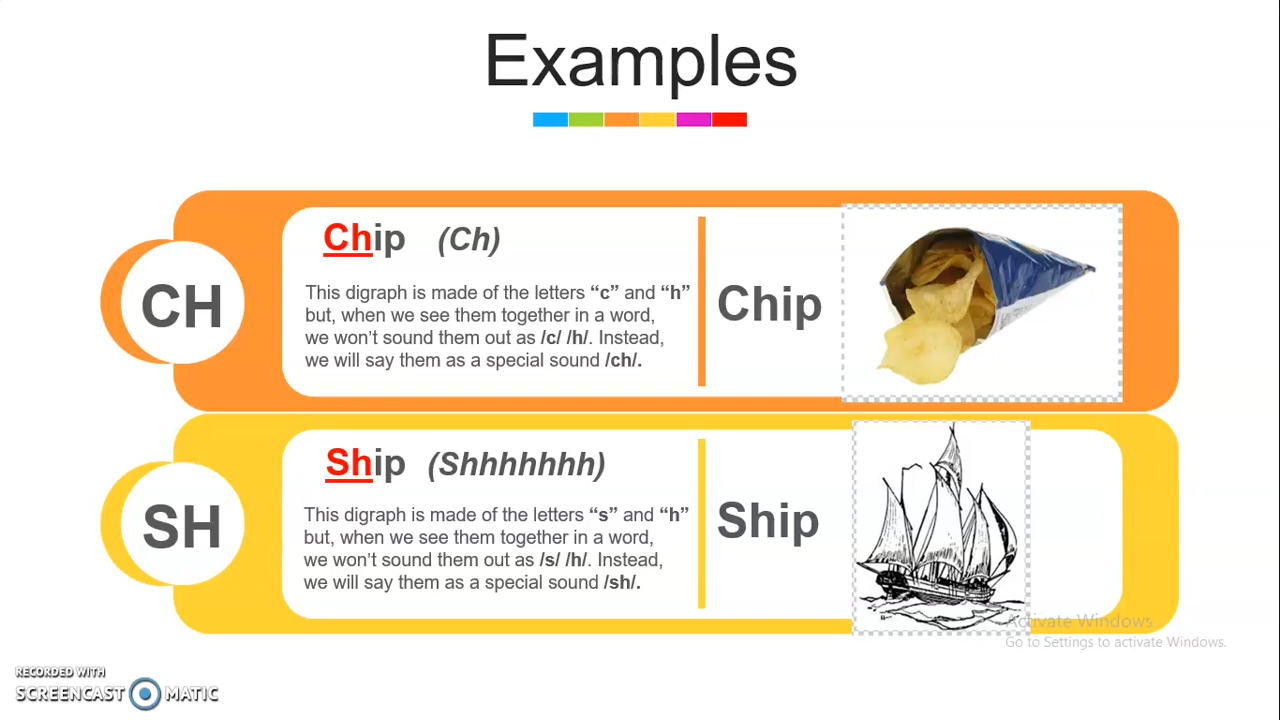 Examples
CH
Chip (Ch)
This digraph is made of the letters “c” and “h”
but, when we see them together in a word,
we won’t sound them out as /c/ /h/. Instead,
we will say them as a special sound /ch/.
Chip
SH
Ship (Shhhhhhh)
This digraph is made of the letters “s” and “h”
but, when we see them together in a word,
we won’t sound them out as /s/ /h/. Instead,
we will say them as a special sound /sh/.
Ship
Activate Windows
Go to Settings to activate Windows.
RECORDED WITH
SCREENCAST MATIC